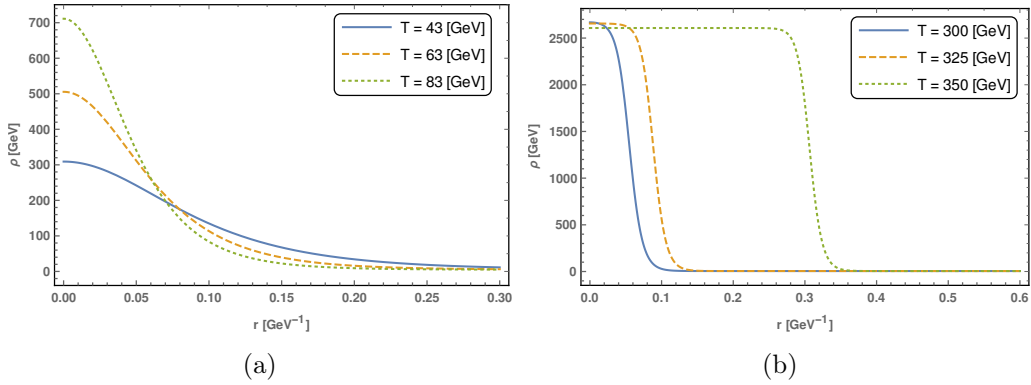 T = 43 [GeV]
T = 63 [GeV]
T = 83 [GeV]
ρ [GeV]
700
600
500
400
300
200
100
0
0.00 0.05 0.10 0.15 0.20 0.25 0.30
r [GeV⁻¹]
(a)
T = 300 [GeV]
T = 325 [GeV]
T = 350 [GeV]
ρ [GeV]
2500
2000
1500
1000
500
0
0.0 0.1 0.2 0.3 0.4 0.5 0.6
r [GeV⁻¹]
(b)